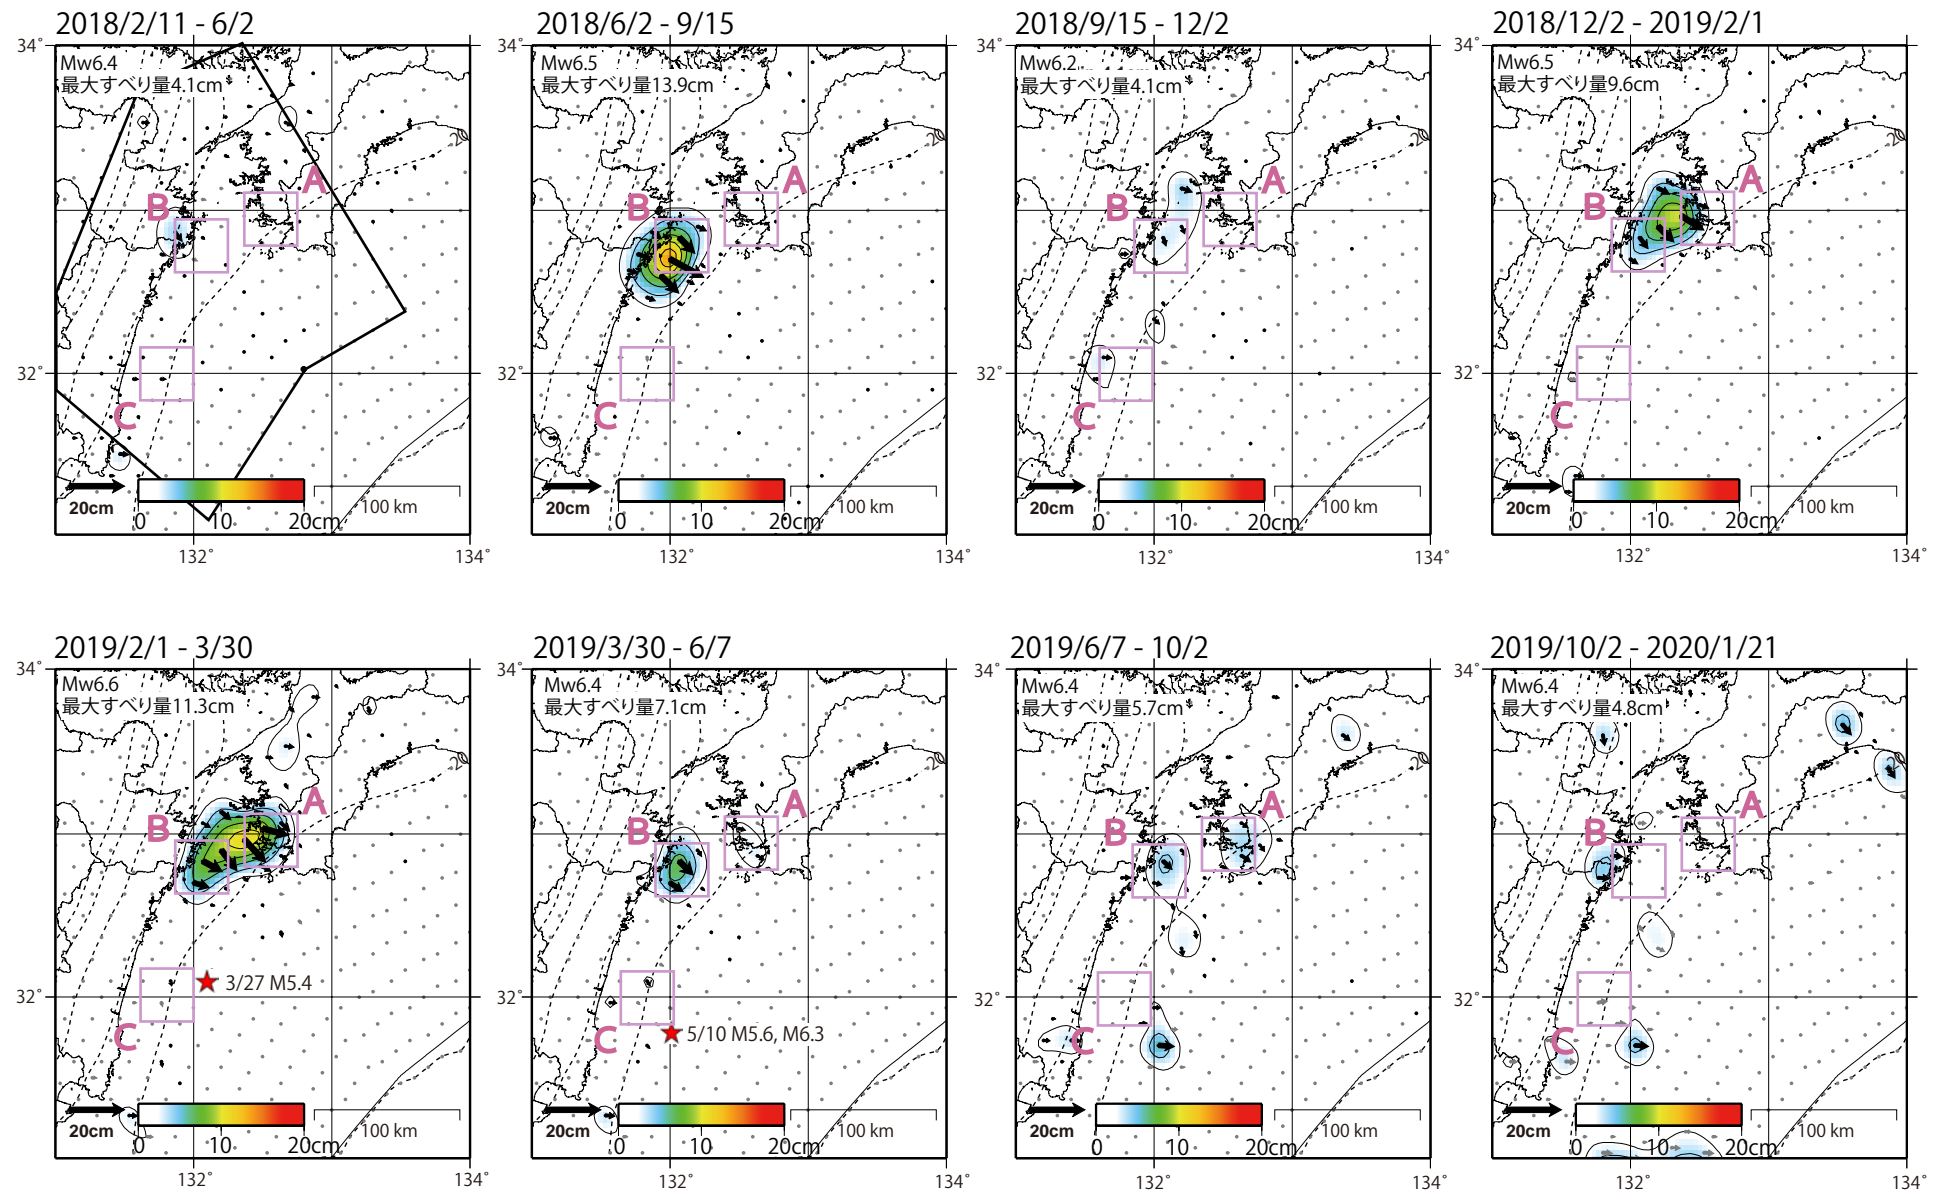 2018/2/11 - 6/2
34°
Mw6.4
最大すべり量4.1cm
20
A
B
32°
C
20cm
0
10
20cm
100 km
132°
134°
2018/6/2 - 9/15
34°
Mw6.5
最大すべり量13.9cm
20
A
B
32°
C
20cm
0
10
20cm
100 km
132°
134°
2018/9/15 - 12/2
34°
Mw6.2
最大すべり量4.1cm
20
A
B
32°
C
20cm
0
10
20cm
100 km
132°
134°
2018/12/2 - 2019/2/1
34°
Mw6.5
最大すべり量9.6cm
20
A
B
32°
C
20cm
0
10
20cm
100 km
132°
134°
2019/2/1 - 3/30
34°
Mw6.6
最大すべり量11.3cm
20
A
B
3/27 M5.4
32°
C
20cm
0
10
20cm
100 km
132°
134°
2019/3/30 - 6/7
34°
Mw6.4
最大すべり量7.1cm
20
A
B
32°
5/10 M5.6, M6.3
C
20cm
0
10
20cm
100 km
132°
134°
2019/6/7 - 10/2
34°
Mw6.4
最大すべり量5.7cm
20
A
B
32°
C
20cm
0
10
20cm
100 km
132°
134°
2019/10/2 - 2020/1/21
34°
Mw6.4
最大すべり量4.8cm
20
A
B
32°
C
20cm
0
10
20cm
100 km
132°
134°